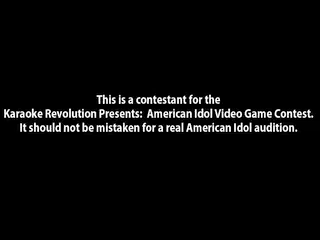 This is a contestant for the
Karaoke Revolution Presents:  American Idol Video Game Contest.
It should not be mistaken for a real American Idol audition.